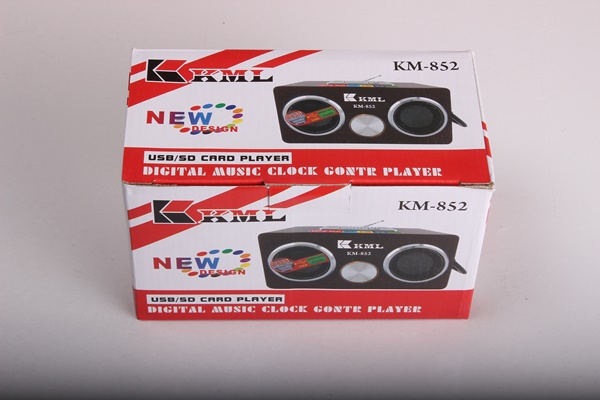 KML
KM-852
KML
KM-852
NEW
DESIGN
USB/SD CARD PLAYER
DIGITAL MUSIC CLOCK GONTR PLAYER
KML
KM-852
KML
KM-852
NEW
DESIGN
USB/SD CARD PLAYER
DIGITAL MUSIC CLOCK GONTR PLAYER